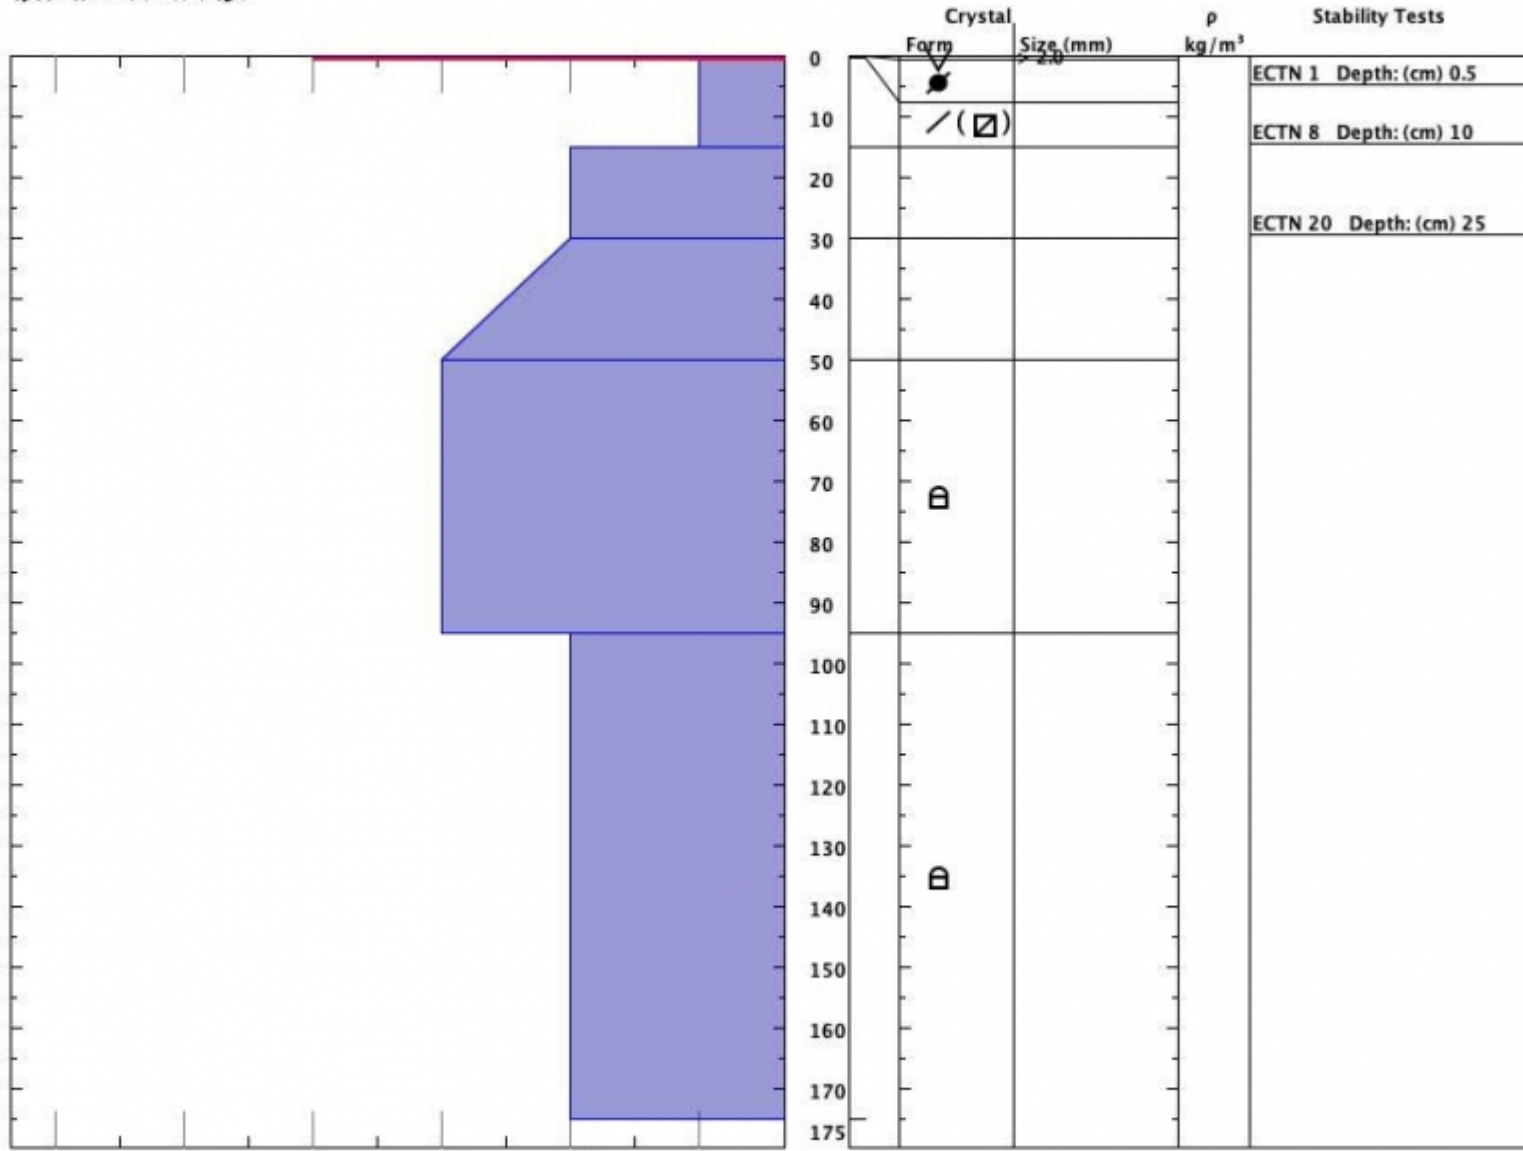 Crystal ρ Stability Tests
Form Size (mm) kg/m³
0 > 2.0
ECTN 1 Depth: (cm) 0.5
10 ECTN 8 Depth: (cm) 10
20
ECTN 20 Depth: (cm) 25
30
40
50
60
70
80
90
100
110
120
130
140
150
160
170
175